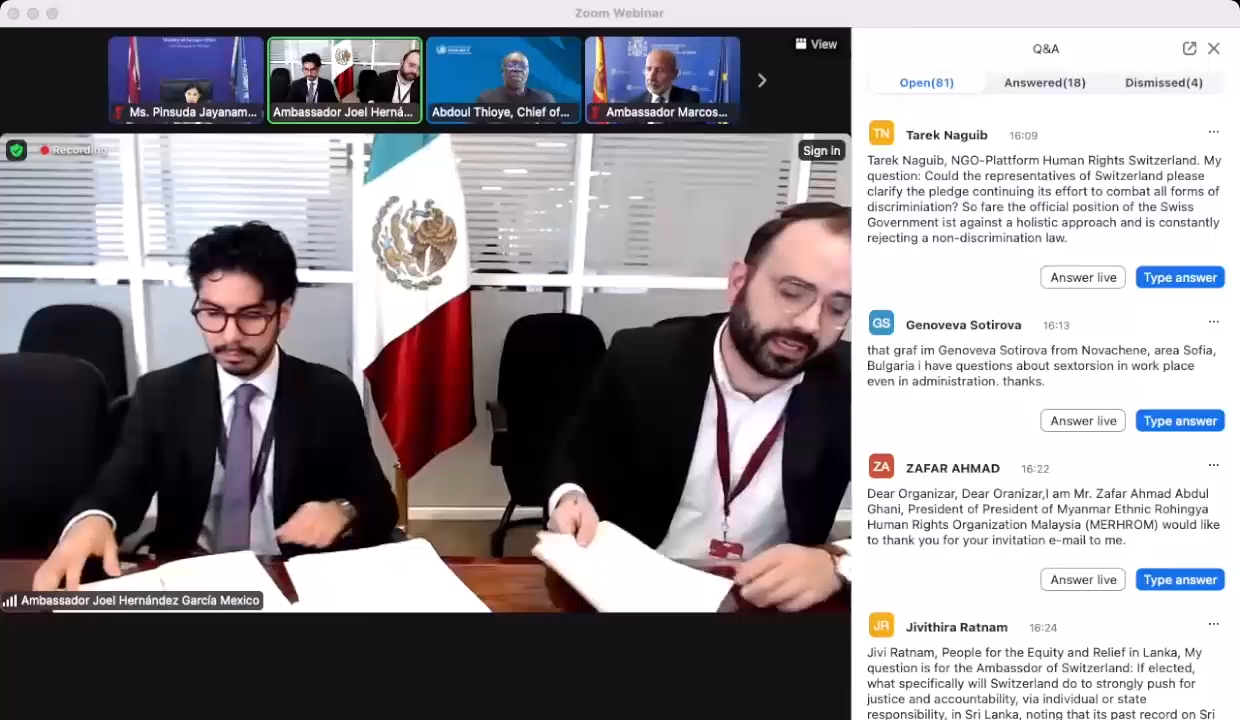 Zoom Webinar
View
Ms. Pinsuda Jayanam...
Ambassador Joel Herná...
Abdoul Thioye, Chief of...
Ambassador Marcos...
Recording
Sign in
Ambassador Joel Hernández García Mexico
Q&A
Open(81)
Answered(18)
Dismissed(4)
TN
Tarek Naguib
16:09
Tarek Naguib, NGO-Plattform Human Rights Switzerland. My
question: Could the representatives of Switzerland please
clarify the pledge continuing its effort to combat all forms of
discriminiation? So fare the official position of the Swiss
Government ist against a holistic approach and is constantly
rejecting a non-discrimination law.
Answer live
Type answer
GS
Genoveva Sotirova
16:13
that graf im Genoveva Sotirova from Novachene, area Sofia,
Bulgaria i have questions about sextorsion in work place
even in administration. thanks.
Answer live
Type answer
ZA
ZAFAR AHMAD
16:22
Dear Organizar, Dear Oranizar,I am Mr. Zafar Ahmad Abdul
Ghani, President of President of Myanmar Ethnic Rohingya
Human Rights Organization Malaysia (MERHROM) would like
to thank you for your invitation e-mail to me.
Answer live
Type answer
JR
Jivithira Ratnam
16:24
Jivi Ratnam, People for the Equity and Relief in Lanka, My
question is for the Ambassdor of Switzerland: If elected,
what specifically will Switzerland do to strongly push for
justice and accountability, via individual or state
responsibility, in Sri Lanka, noting that its past record on Sri